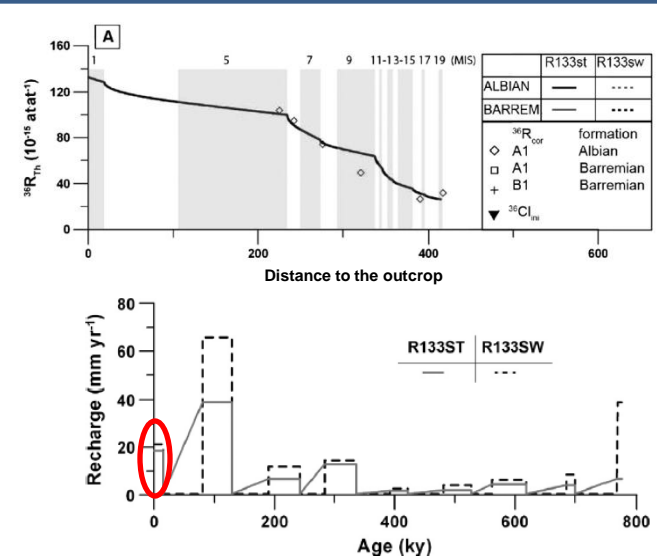 A
1 5 7 9 11-13-15 17 19 (MIS)
160
120
80
40
0
³⁶R_Th (10⁻¹⁵ at at⁻¹)
0 200 400 600
Distance to the outcrop
R133st R133sw
ALBIAN
BARREM
³⁶R_cor formation
◇ A1 Albian
□ A1 Barremian
+ B1 Barremian
▼ ³⁶Cl_ini
80
60
40
20
0
Recharge (mm yr⁻¹)
R133ST R133SW
0 200 400 600 800
Age (ky)